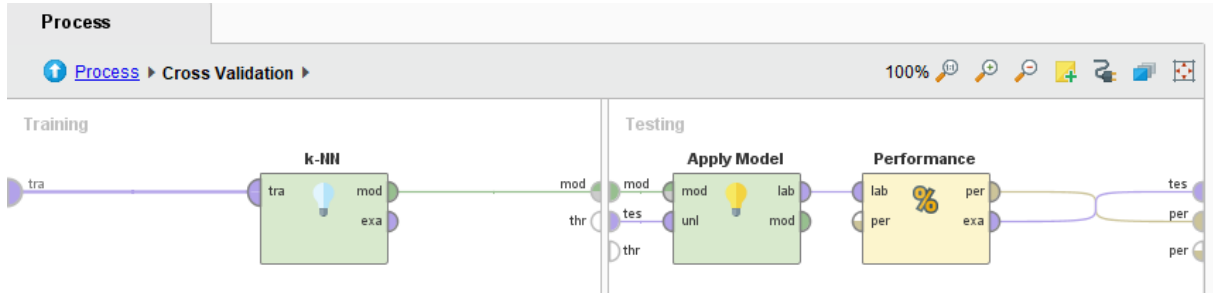 Process
Process Cross Validation
100%
Training
Testing
k-NN
Apply Model
Performance
tra
tra
mod
exa
mod
thr
mod
tes
thr
mod
unl
lab
mod
lab
per
%
per
exa
tes
per
per